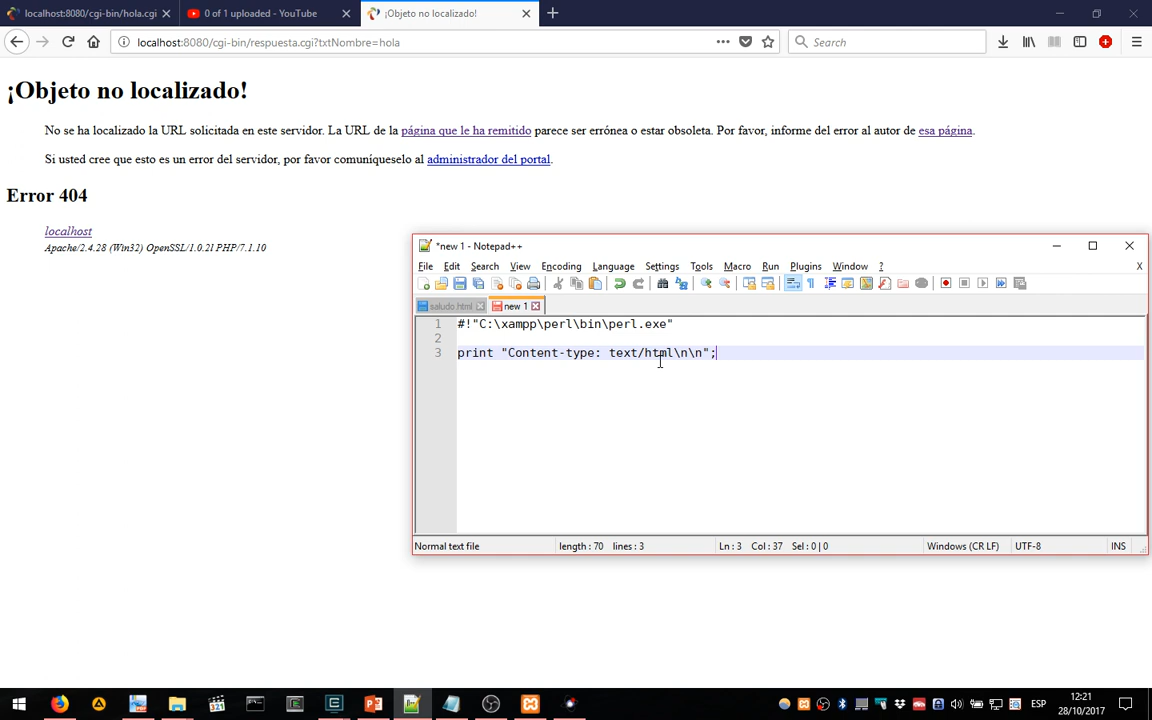 localhost:8080/cgi-bin/hola.cgi
0 of 1 uploaded - YouTube
¡Objeto no localizado!
localhost:8080/cgi-bin/respuesta.cgi?txtNombre=hola
Search
¡Objeto no localizado!
No se ha localizado la URL solicitada en este servidor. La URL de la página que le ha remitido parece ser errónea o estar obsoleta. Por favor, informe del error al autor de esa página.
Si usted cree que esto es un error del servidor, por favor comuníqueselo al administrador del portal.
Error 404
localhost
Apache/2.4.28 (Win32) OpenSSL/1.0.2l PHP/7.1.10
*new 1 - Notepad++
File Edit Search View Encoding Language Settings Tools Macro Run Plugins Window ? X
saludo.html new 1
1 #!"C:\xampp\perl\bin\perl.exe"
2
3 print "Content-type: text/html\n\n";
Normal text file length : 70 lines : 3 Ln : 3 Col : 37 Sel : 0 | 0 Windows (CR LF) UTF-8 INS
321
ESP
12:21
28/10/2017